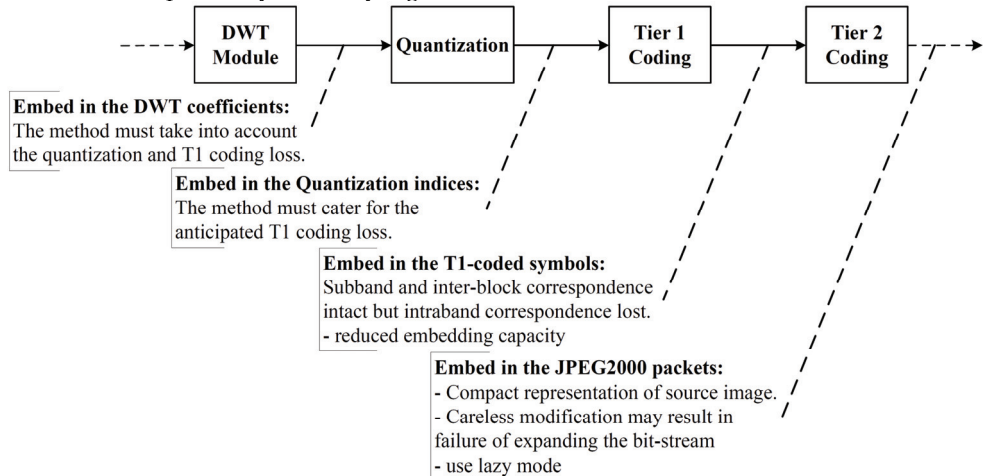 DWT
Module
Quantization
Tier 1
Coding
Tier 2
Coding
Embed in the DWT coefficients:
The method must take into account
the quantization and T1 coding loss.
Embed in the Quantization indices:
The method must cater for the
anticipated T1 coding loss.
Embed in the T1-coded symbols:
Subband and inter-block correspondence
intact but intraband correspondence lost.
- reduced embedding capacity
Embed in the JPEG2000 packets:
- Compact representation of source image.
- Careless modification may result in
failure of expanding the bit-stream
- use lazy mode